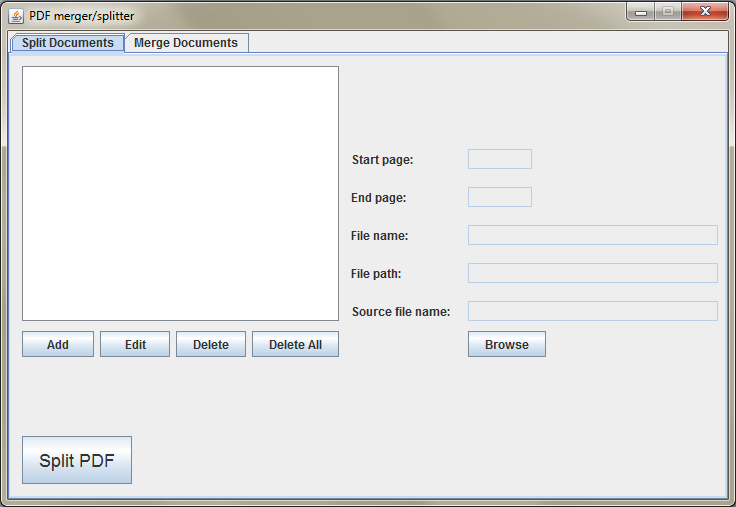 PDF merger/splitter
Split Documents
Merge Documents
Start page:
End page:
File name:
File path:
Source file name:
Add
Edit
Delete
Delete All
Browse
Split PDF